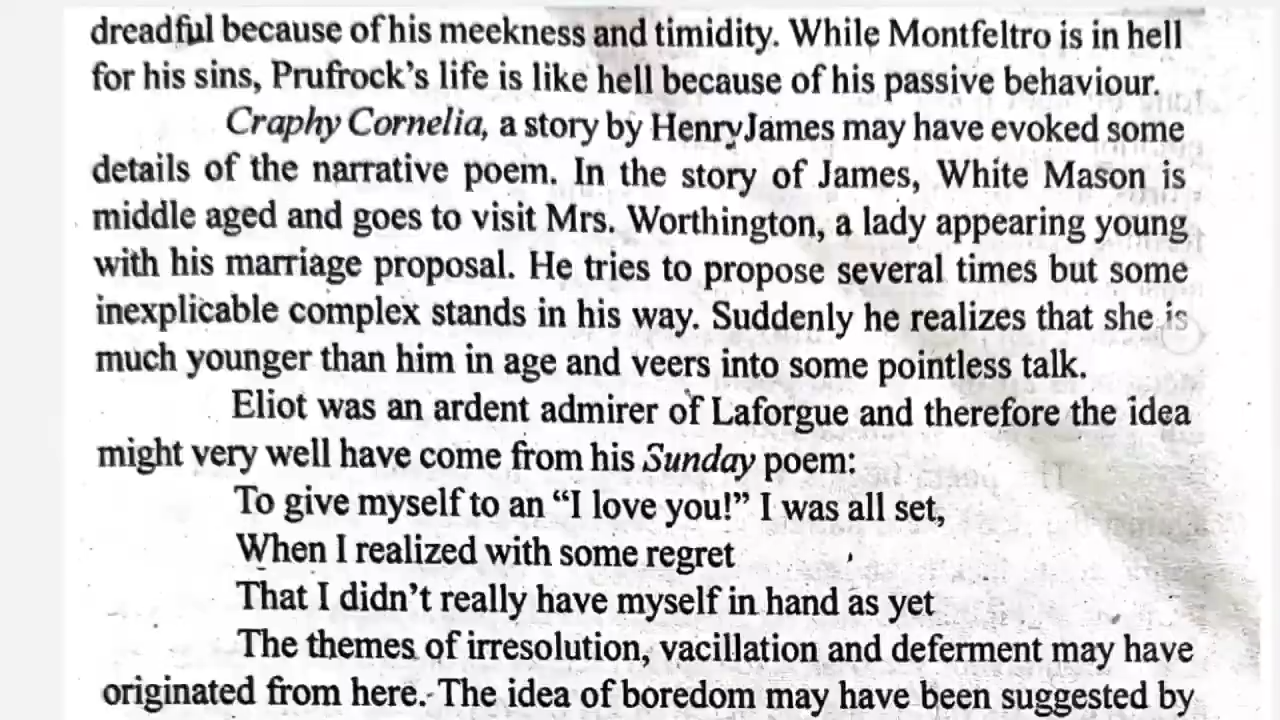 dreadful because of his meekness and timidity. While Montfeltro is in hell
for his sins, Prufrock's life is like hell because of his passive behaviour.
Craphy Cornelia, a story by Henry James may have evoked some
details of the narrative poem. In the story of James, White Mason is
middle aged and goes to visit Mrs. Worthington, a lady appearing young
with his marriage proposal. He tries to propose several times but some
inexplicable complex stands in his way. Suddenly he realizes that she is
much younger than him in age and veers into some pointless talk.
Eliot was an ardent admirer of Laforgue and therefore the idea
might very well have come from his Sunday poem:
To give myself to an “I love you!” I was all set,
When I realized with some regret
That I didn't really have myself in hand as yet
The themes of irresolution, vacillation and deferment may have
originated from here. The idea of boredom may have been suggested by